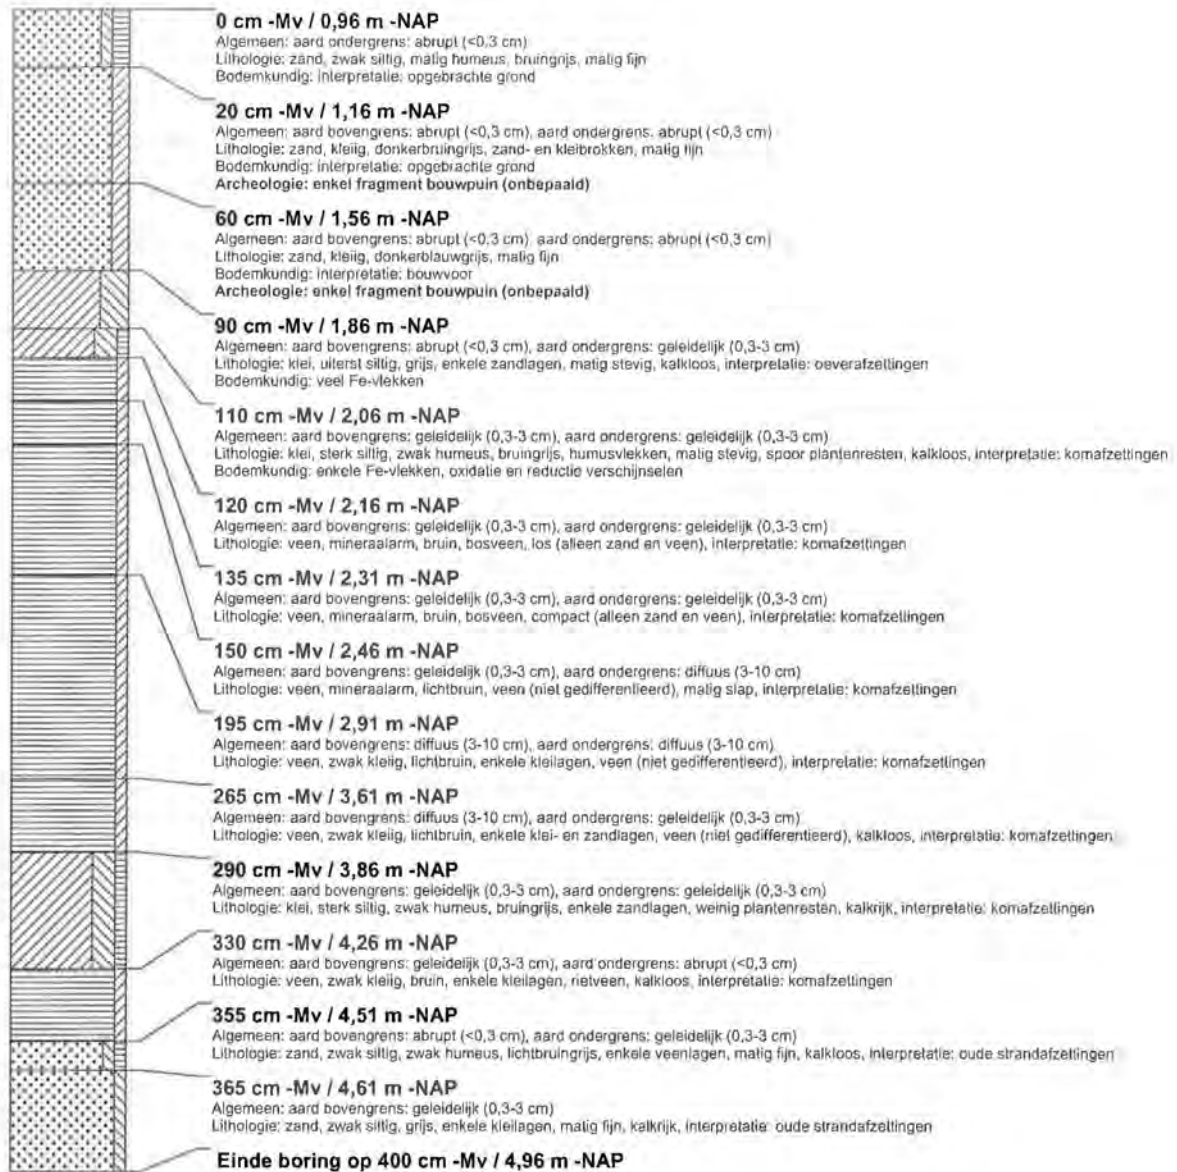 0 cm -Mv / 0,96 m -NAP
Algemeen: aard ondergrens: abrupt (<0,3 cm)
Lithologie: zand, zwak siltig, matig humeus, bruingrijs, matig fijn
Bodemkundig: interpretatie: opgebrachte grond
20 cm -Mv / 1,16 m -NAP
Algemeen: aard bovengrens: abrupt (<0,3 cm), aard ondergrens: abrupt (<0,3 cm)
Lithologie: zand, kleiig, donkerbruingrijs, zand- en kleibrokken, matig fijn
Bodemkundig: interpretatie: opgebrachte grond
Archeologie: enkel fragment bouwpuin (onbepaald)
60 cm -Mv / 1,56 m -NAP
Algemeen: aard bovengrens: abrupt (<0,3 cm), aard ondergrens: abrupt (<0,3 cm)
Lithologie: zand, kleiig, donkerblauwgrijs, matig fijn
Bodemkundig: interpretatie: bouwvoor
Archeologie: enkel fragment bouwpuin (onbepaald)
90 cm -Mv / 1,86 m -NAP
Algemeen: aard bovengrens: abrupt (<0,3 cm), aard ondergrens: geleidelijk (0,3-3 cm)
Lithologie: klei, uiterst siltig, grijs, enkele zandlagen, matig stevig, kalkloos, interpretatie: oeverafzettingen
Bodemkundig: veel Fe-vlekken
110 cm -Mv / 2,06 m -NAP
Algemeen: aard bovengrens: geleidelijk (0,3-3 cm), aard ondergrens: geleidelijk (0,3-3 cm)
Lithologie: klei, sterk siltig, zwak humeus, bruingrijs, humusvlekken, matig stevig, spoor plantenresten, kalkloos, interpretatie: komafzettingen
Bodemkundig: enkele Fe-vlekken, oxidatie en reductie verschijnselen
120 cm -Mv / 2,16 m -NAP
Algemeen: aard bovengrens: geleidelijk (0,3-3 cm), aard ondergrens: geleidelijk (0,3-3 cm)
Lithologie: veen, mineraalarm, bruin, bosveen, los (alleen zand en veen), interpretatie: komafzettingen
135 cm -Mv / 2,31 m -NAP
Algemeen: aard bovengrens: geleidelijk (0,3-3 cm), aard ondergrens: geleidelijk (0,3-3 cm)
Lithologie: veen, mineraalarm, bruin, bosveen, compact (alleen zand en veen), interpretatie: komafzettingen
150 cm -Mv / 2,46 m -NAP
Algemeen: aard bovengrens: geleidelijk (0,3-3 cm), aard ondergrens: diffuus (3-10 cm)
Lithologie: veen, mineraalarm, lichtbruin, veen (niet gedifferentieerd), matig slap, interpretatie: komafzettingen
195 cm -Mv / 2,91 m -NAP
Algemeen: aard bovengrens: diffuus (3-10 cm), aard ondergrens: diffuus (3-10 cm)
Lithologie: veen, zwak kleiig, lichtbruin, enkele kleilagen, veen (niet gedifferentieerd), interpretatie: komafzettingen
265 cm -Mv / 3,61 m -NAP
Algemeen: aard bovengrens: diffuus (3-10 cm), aard ondergrens: geleidelijk (0,3-3 cm)
Lithologie: veen, zwak kleiig, lichtbruin, enkele klei- en zandlagen, veen (niet gedifferentieerd), kalkloos, interpretatie: komafzettingen
290 cm -Mv / 3,86 m -NAP
Algemeen: aard bovengrens: geleidelijk (0,3-3 cm), aard ondergrens: geleidelijk (0,3-3 cm)
Lithologie: klei, sterk siltig, zwak humeus, bruingrijs, enkele zandlagen, weinig plantenresten, kalkrijk, interpretatie: komafzettingen
330 cm -Mv / 4,26 m -NAP
Algemeen: aard bovengrens: geleidelijk (0,3-3 cm), aard ondergrens: abrupt (<0,3 cm)
Lithologie: veen, zwak kleiig, bruin, enkele kleilagen, rietveen, kalkloos, interpretatie: komafzettingen
355 cm -Mv / 4,51 m -NAP
Algemeen: aard bovengrens: abrupt (<0,3 cm), aard ondergrens: geleidelijk (0,3-3 cm)
Lithologie: zand, zwak siltig, zwak humeus, lichtbruingrijs, enkele veenlagen, matig fijn, kalkloos, interpretatie: oude strandafzettingen
365 cm -Mv / 4,61 m -NAP
Algemeen: aard bovengrens: geleidelijk (0,3-3 cm)
Lithologie: zand, zwak siltig, grijs, enkele kleilagen, matig fijn, kalkrijk, interpretatie: oude strandafzettingen
Einde boring op 400 cm -Mv / 4,96 m -NAP